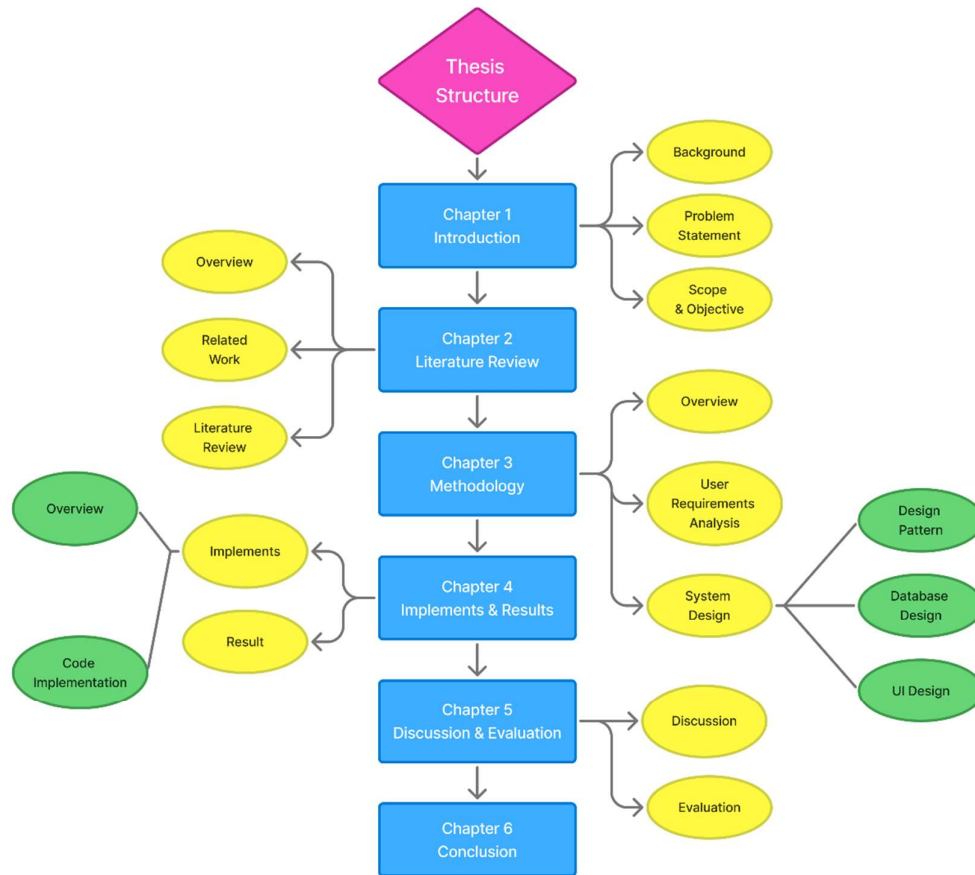 Thesis
Structure
Chapter 1
Introduction
Background
Problem
Statement
Scope
& Objective
Chapter 2
Literature Review
Overview
Related
Work
Literature
Review
Chapter 3
Methodology
Overview
User
Requirements
Analysis
System
Design
Design
Pattern
Database
Design
UI Design
Chapter 4
Implements & Results
Implements
Result
Overview
Code
Implementation
Chapter 5
Discussion & Evaluation
Discussion
Evaluation
Chapter 6
Conclusion